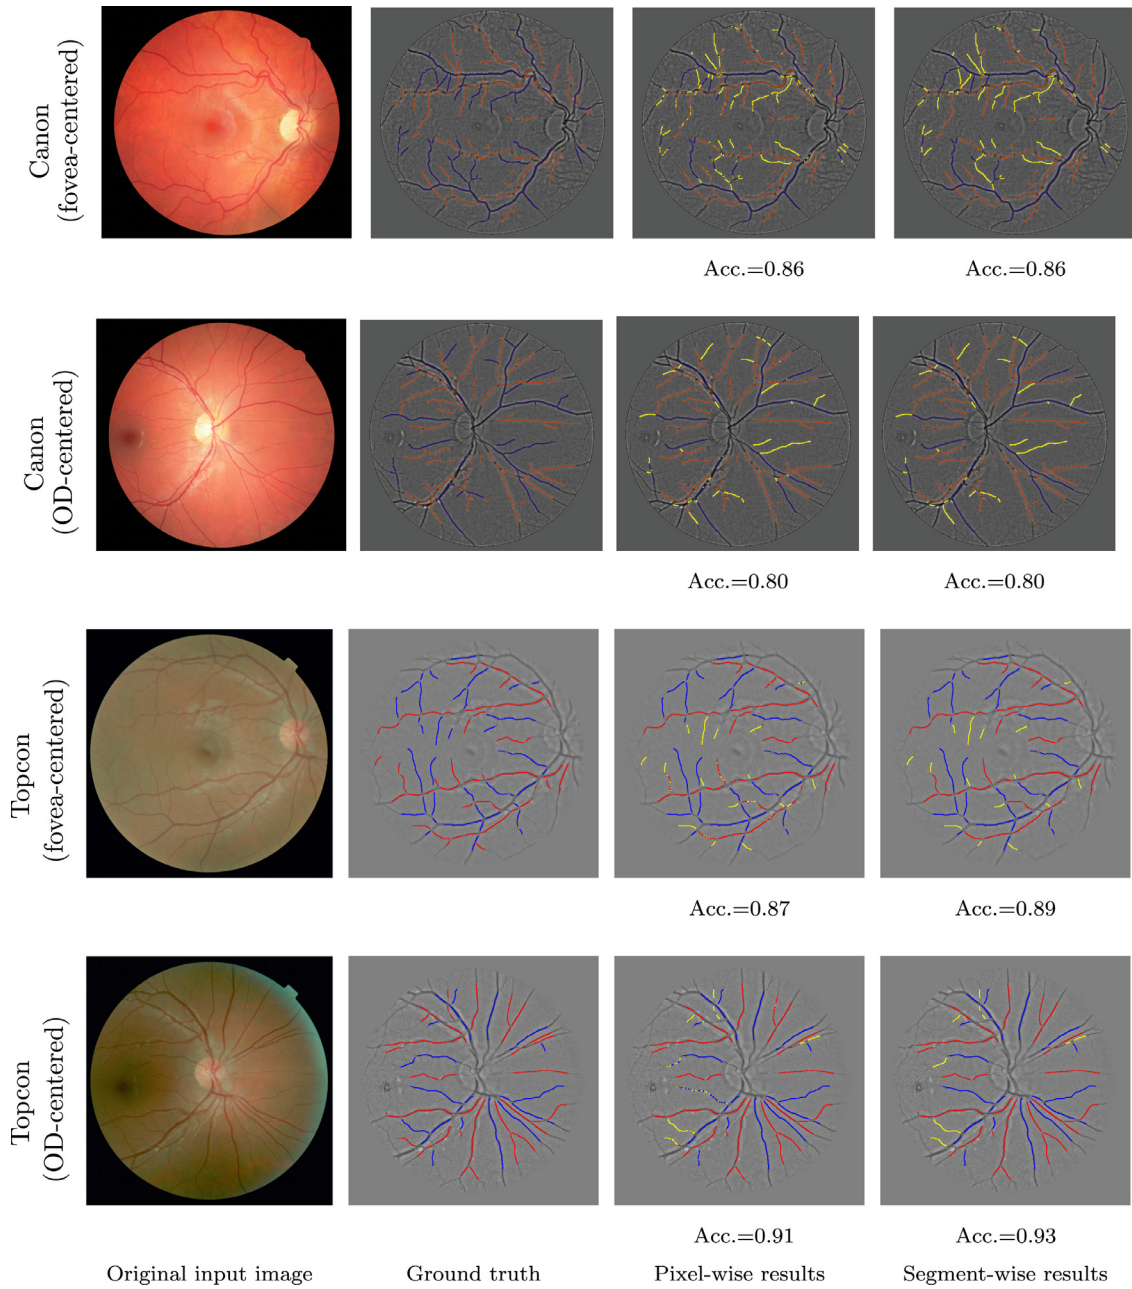 Canon
(fovea-centered)
Acc.=0.86
Acc.=0.86
Canon
(OD-centered)
Acc.=0.80
Acc.=0.80
Topcon
(fovea-centered)
Acc.=0.87
Acc.=0.89
Topcon
(OD-centered)
Acc.=0.91
Acc.=0.93
Original input image
Ground truth
Pixel-wise results
Segment-wise results